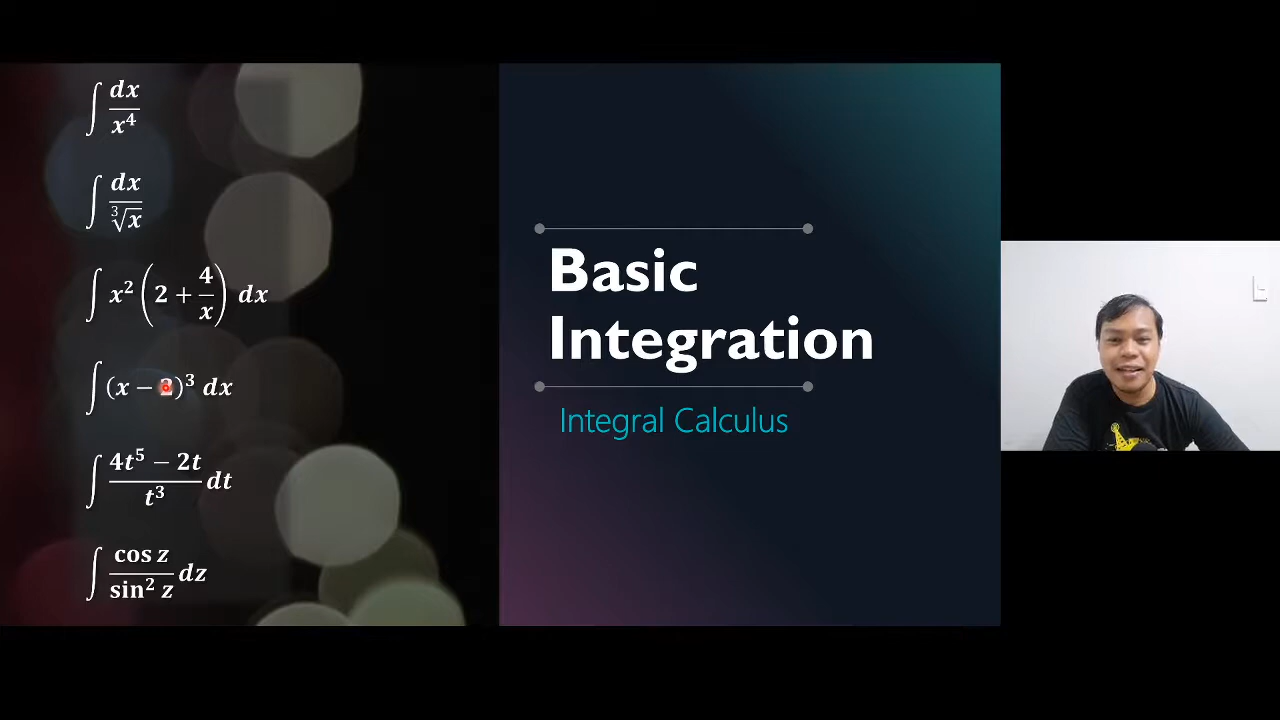 ∫ dx/x⁴
∫ dx/∛x
∫ x² (2 + 4/x) dx
∫ (x − )³ dx
∫ (4t⁵ − 2t)/t³ dt
∫ cos z/sin² z dz
Basic
Integration
Integral Calculus